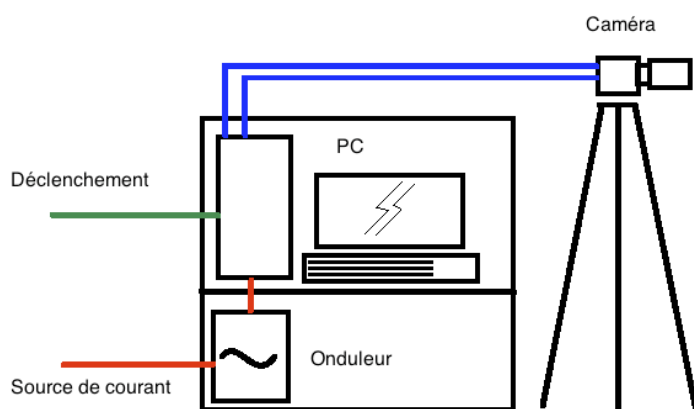 Caméra
PC
Déclenchement
Onduleur
Source de courant